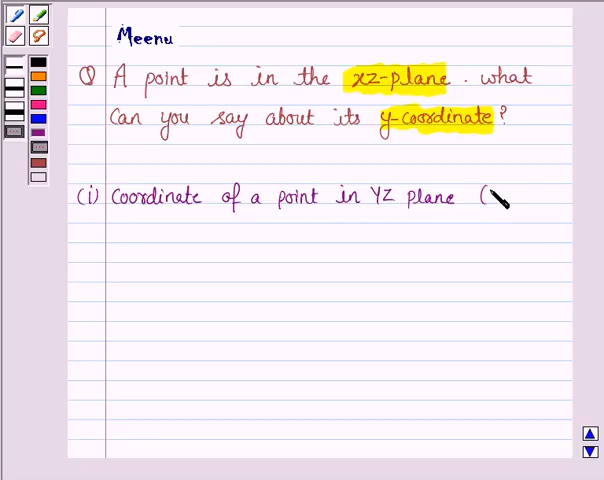 Meenu
Q A point is in the xz-plane. what
can you say about its y-coordinate?
(i) Coordinate of a point in YZ plane (